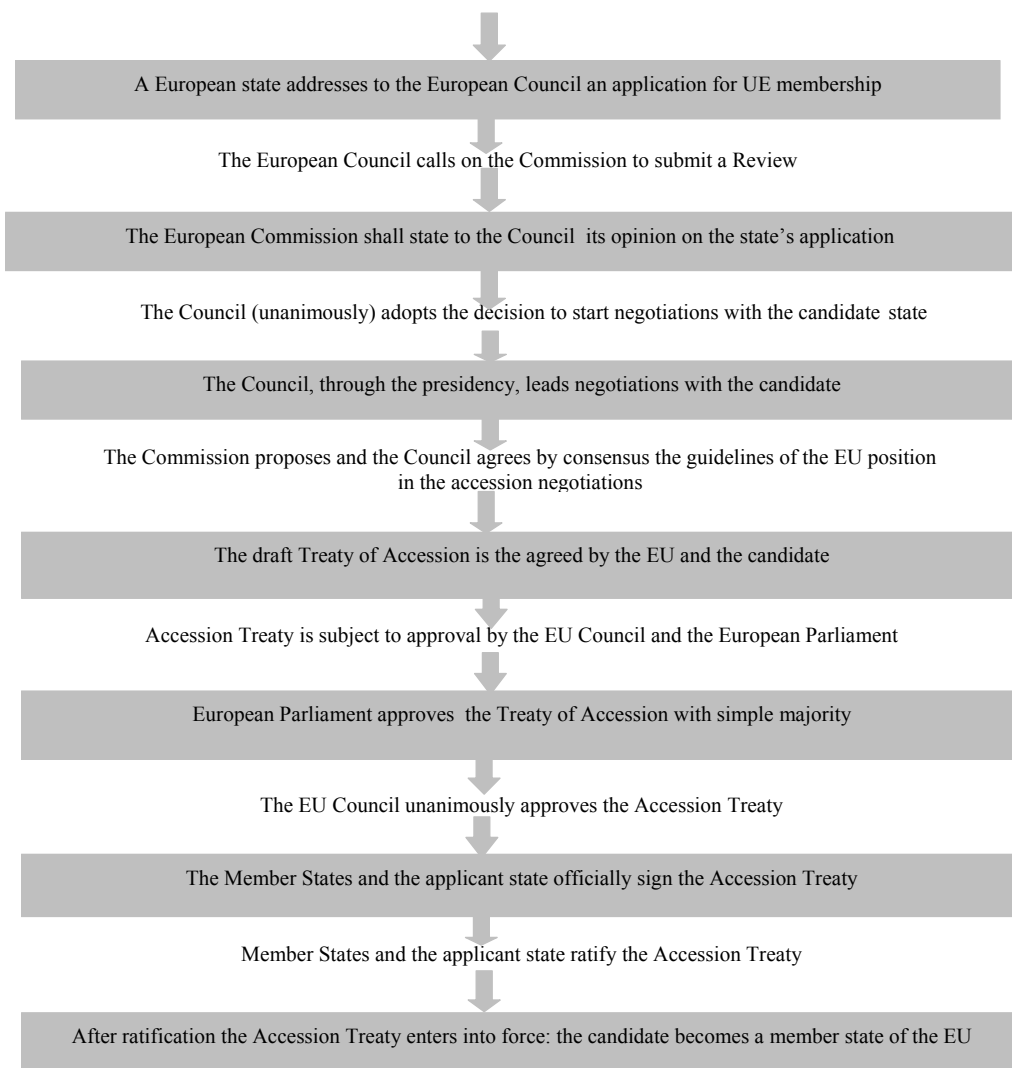 A European state addresses to the European Council an application for UE membership
The European Council calls on the Commission to submit a Review
The European Commission shall state to the Council its opinion on the state's application
The Council (unanimously) adopts the decision to start negotiations with the candidate state
The Council, through the presidency, leads negotiations with the candidate
The Commission proposes and the Council agrees by consensus the guidelines of the EU position
in the accession negotiations
The draft Treaty of Accession is the agreed by the EU and the candidate
Accession Treaty is subject to approval by the EU Council and the European Parliament
European Parliament approves the Treaty of Accession with simple majority
The EU Council unanimously approves the Accession Treaty
The Member States and the applicant state officially sign the Accession Treaty
Member States and the applicant state ratify the Accession Treaty
After ratification the Accession Treaty enters into force: the candidate becomes a member state of the EU